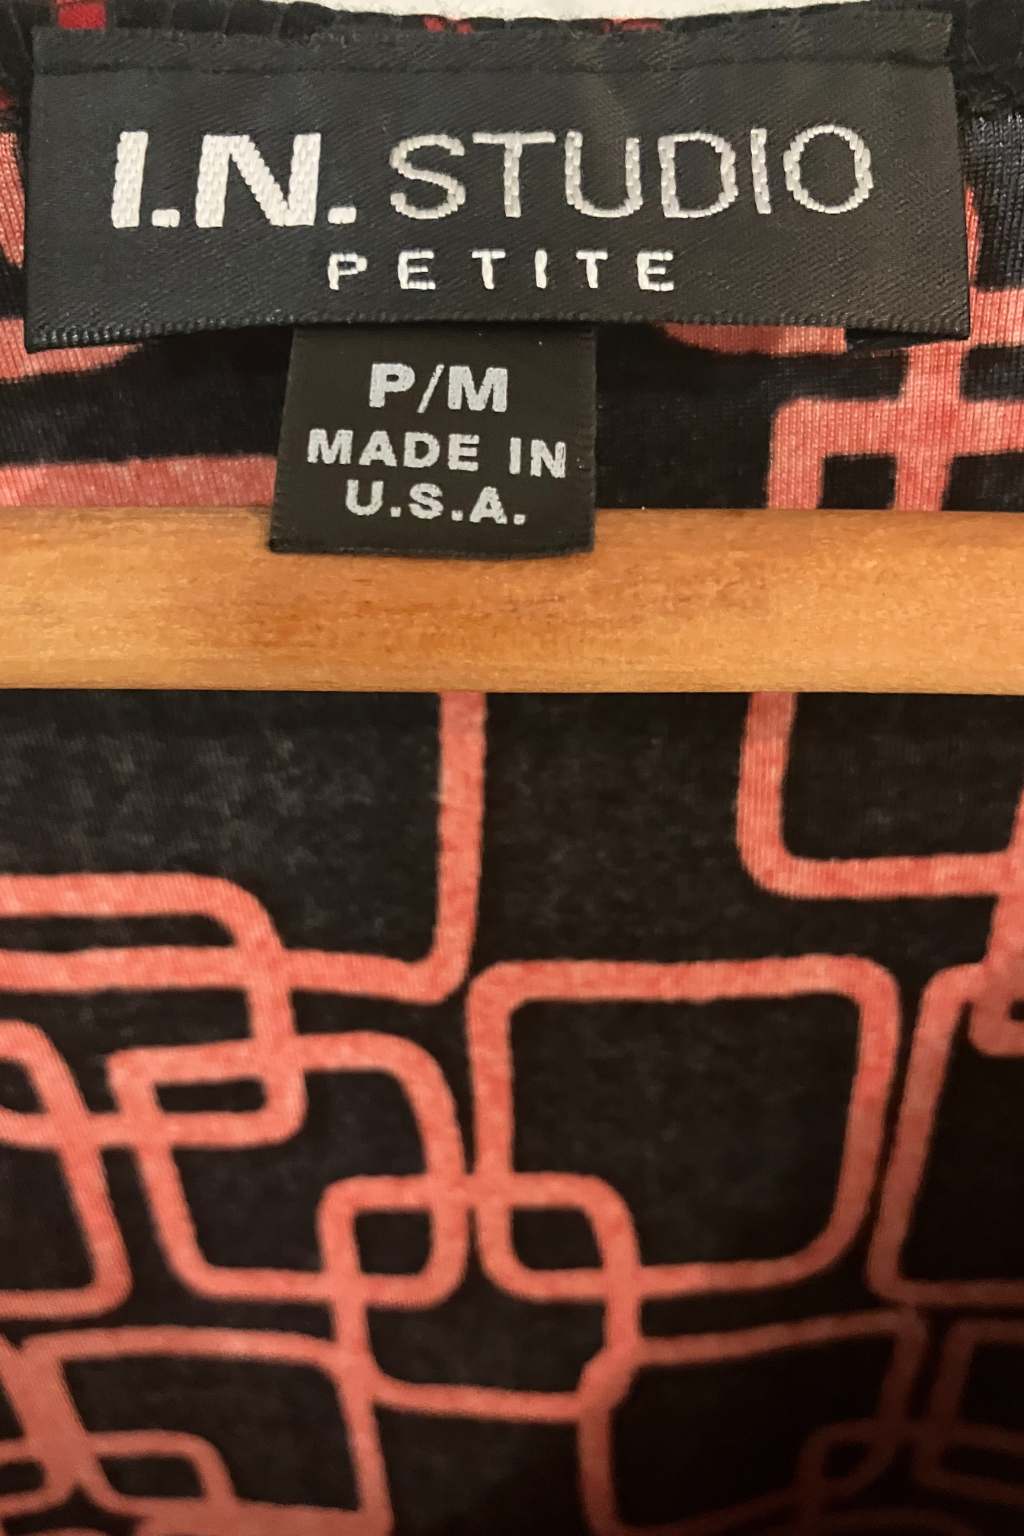 I.N. STUDIO
PETITE
P/M
MADE IN
U.S.A.